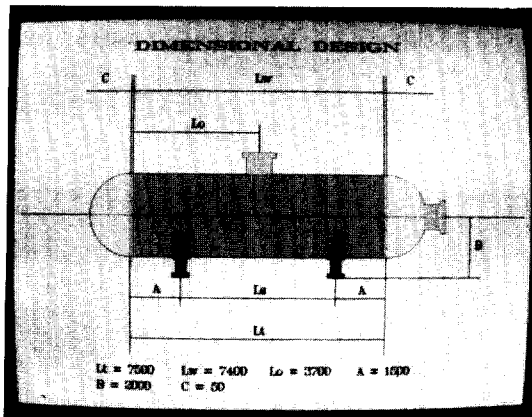 DIMENSIONAL DESIGN
C Lw C
Lo
B
A Ls A
Lt
Lt = 7500 Lw = 7400 Lo = 3700 A = 1500
B = 2000 C = 50